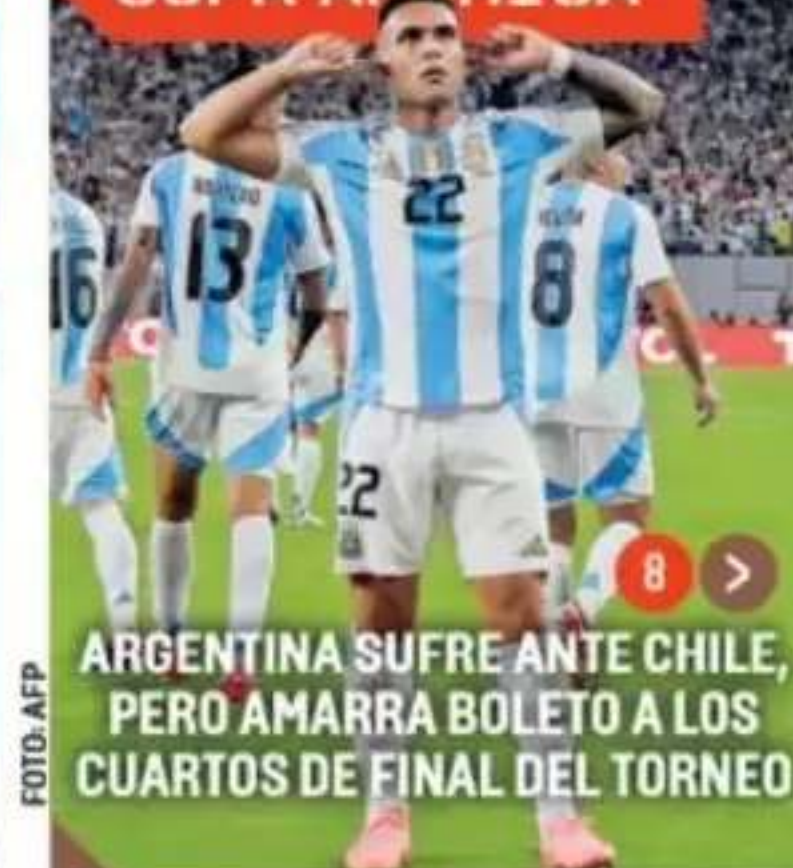 22
13
8
16
22
8 >
ARGENTINA SUFRE ANTE CHILE,
PERO AMARRA BOLETO A LOS
CUARTOS DE FINAL DEL TORNEO
FOTO: AFP